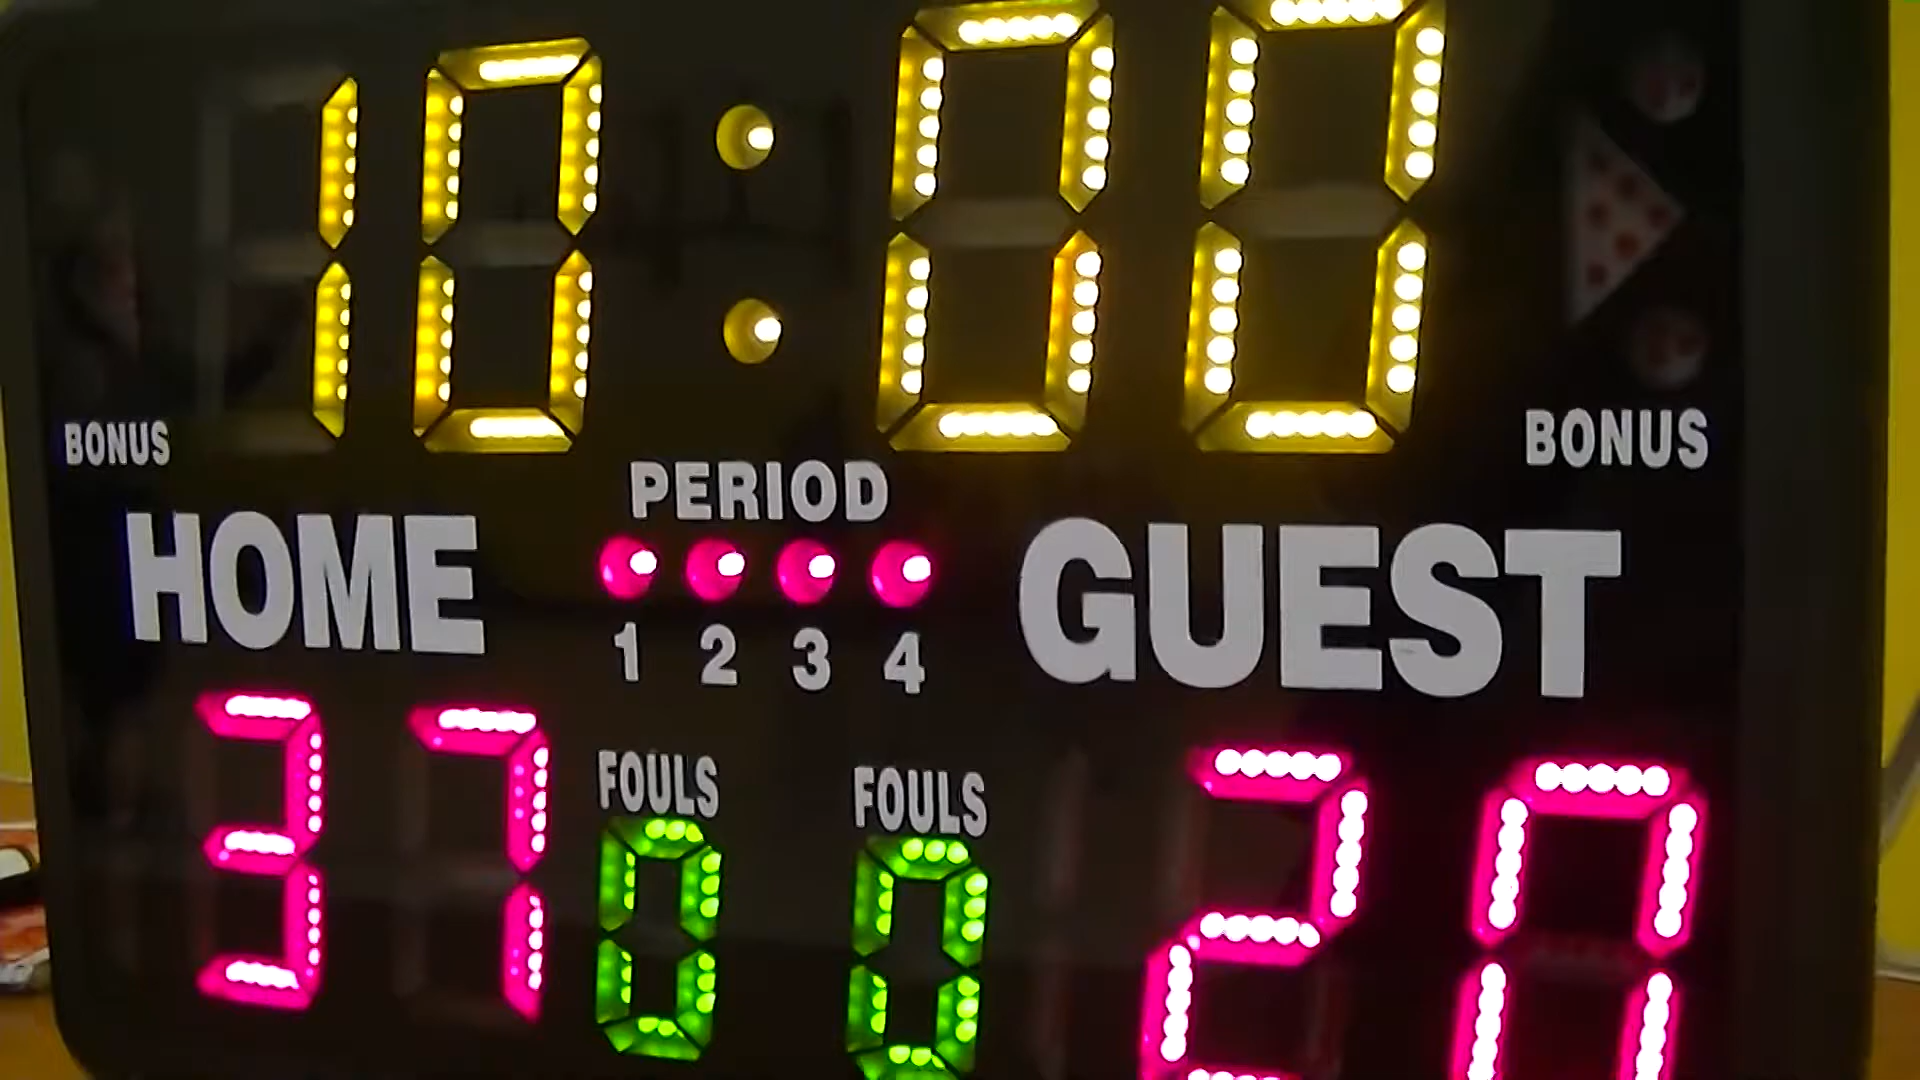 10:00
BONUS BONUS
PERIOD
HOME GUEST
1 2 3 4
FOULS FOULS
37 0 0 20